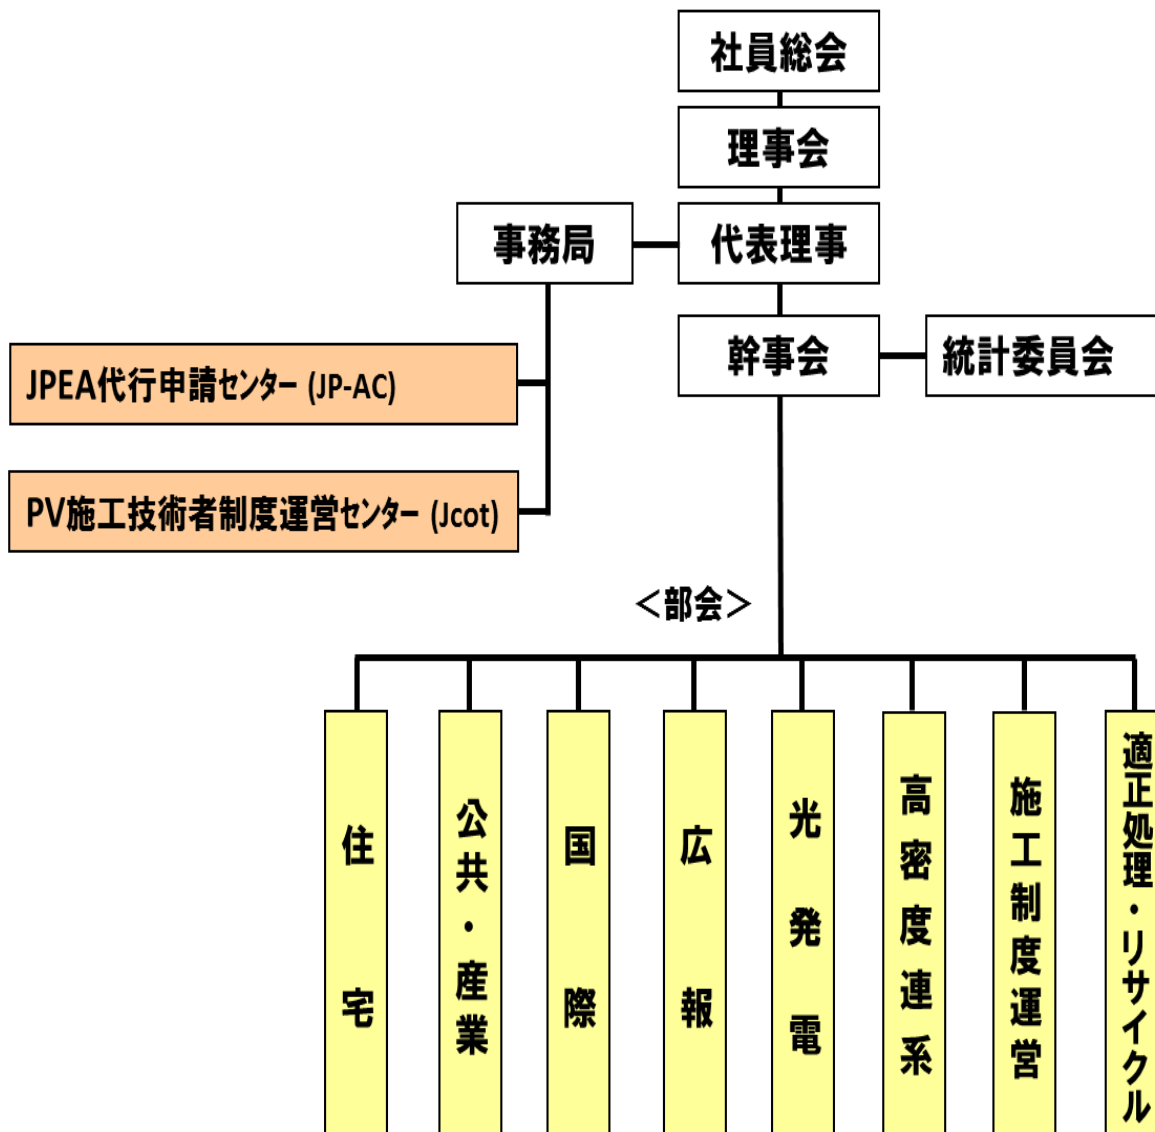 社員総会
理事会
事務局
代表理事
幹事会
統計委員会
JPEA代行申請センター (JP-AC)
PV施工技術者制度運営センター (Jcot)
＜部会＞
住宅
公共・産業
国際
広報
光発電
高密度連系
施工制度運営
適正処理・リサイクル